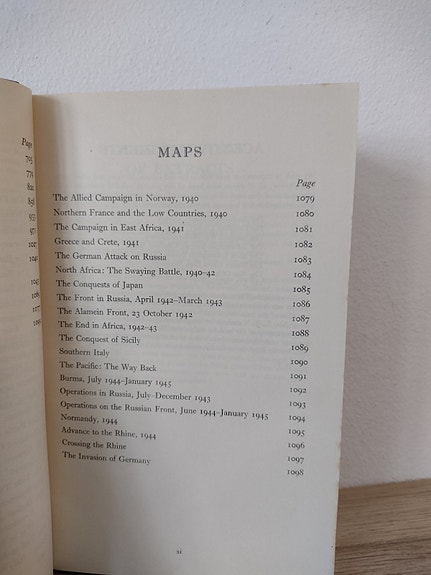 Page
705
933
971
MAPS
Page
The Allied Campaign in Norway, 1940 1079
Northern France and the Low Countries, 1940 1080
The Campaign in East Africa, 1941 1081
Greece and Crete, 1941 1082
The German Attack on Russia 1083
North Africa: The Swaying Battle, 1940–42 1084
The Conquests of Japan 1085
The Front in Russia, April 1942–March 1943 1086
The Alamein Front, 23 October 1942 1087
The End in Africa, 1942–43 1088
The Conquest of Sicily 1089
Southern Italy 1090
The Pacific: The Way Back 1091
Burma, July 1944–January 1945 1092
Operations in Russia, July–December 1943 1093
Operations on the Russian Front, June 1944–January 1945 1094
Normandy, 1944 1095
Advance to the Rhine, 1944 1096
Crossing the Rhine 1097
The Invasion of Germany 1098
xi